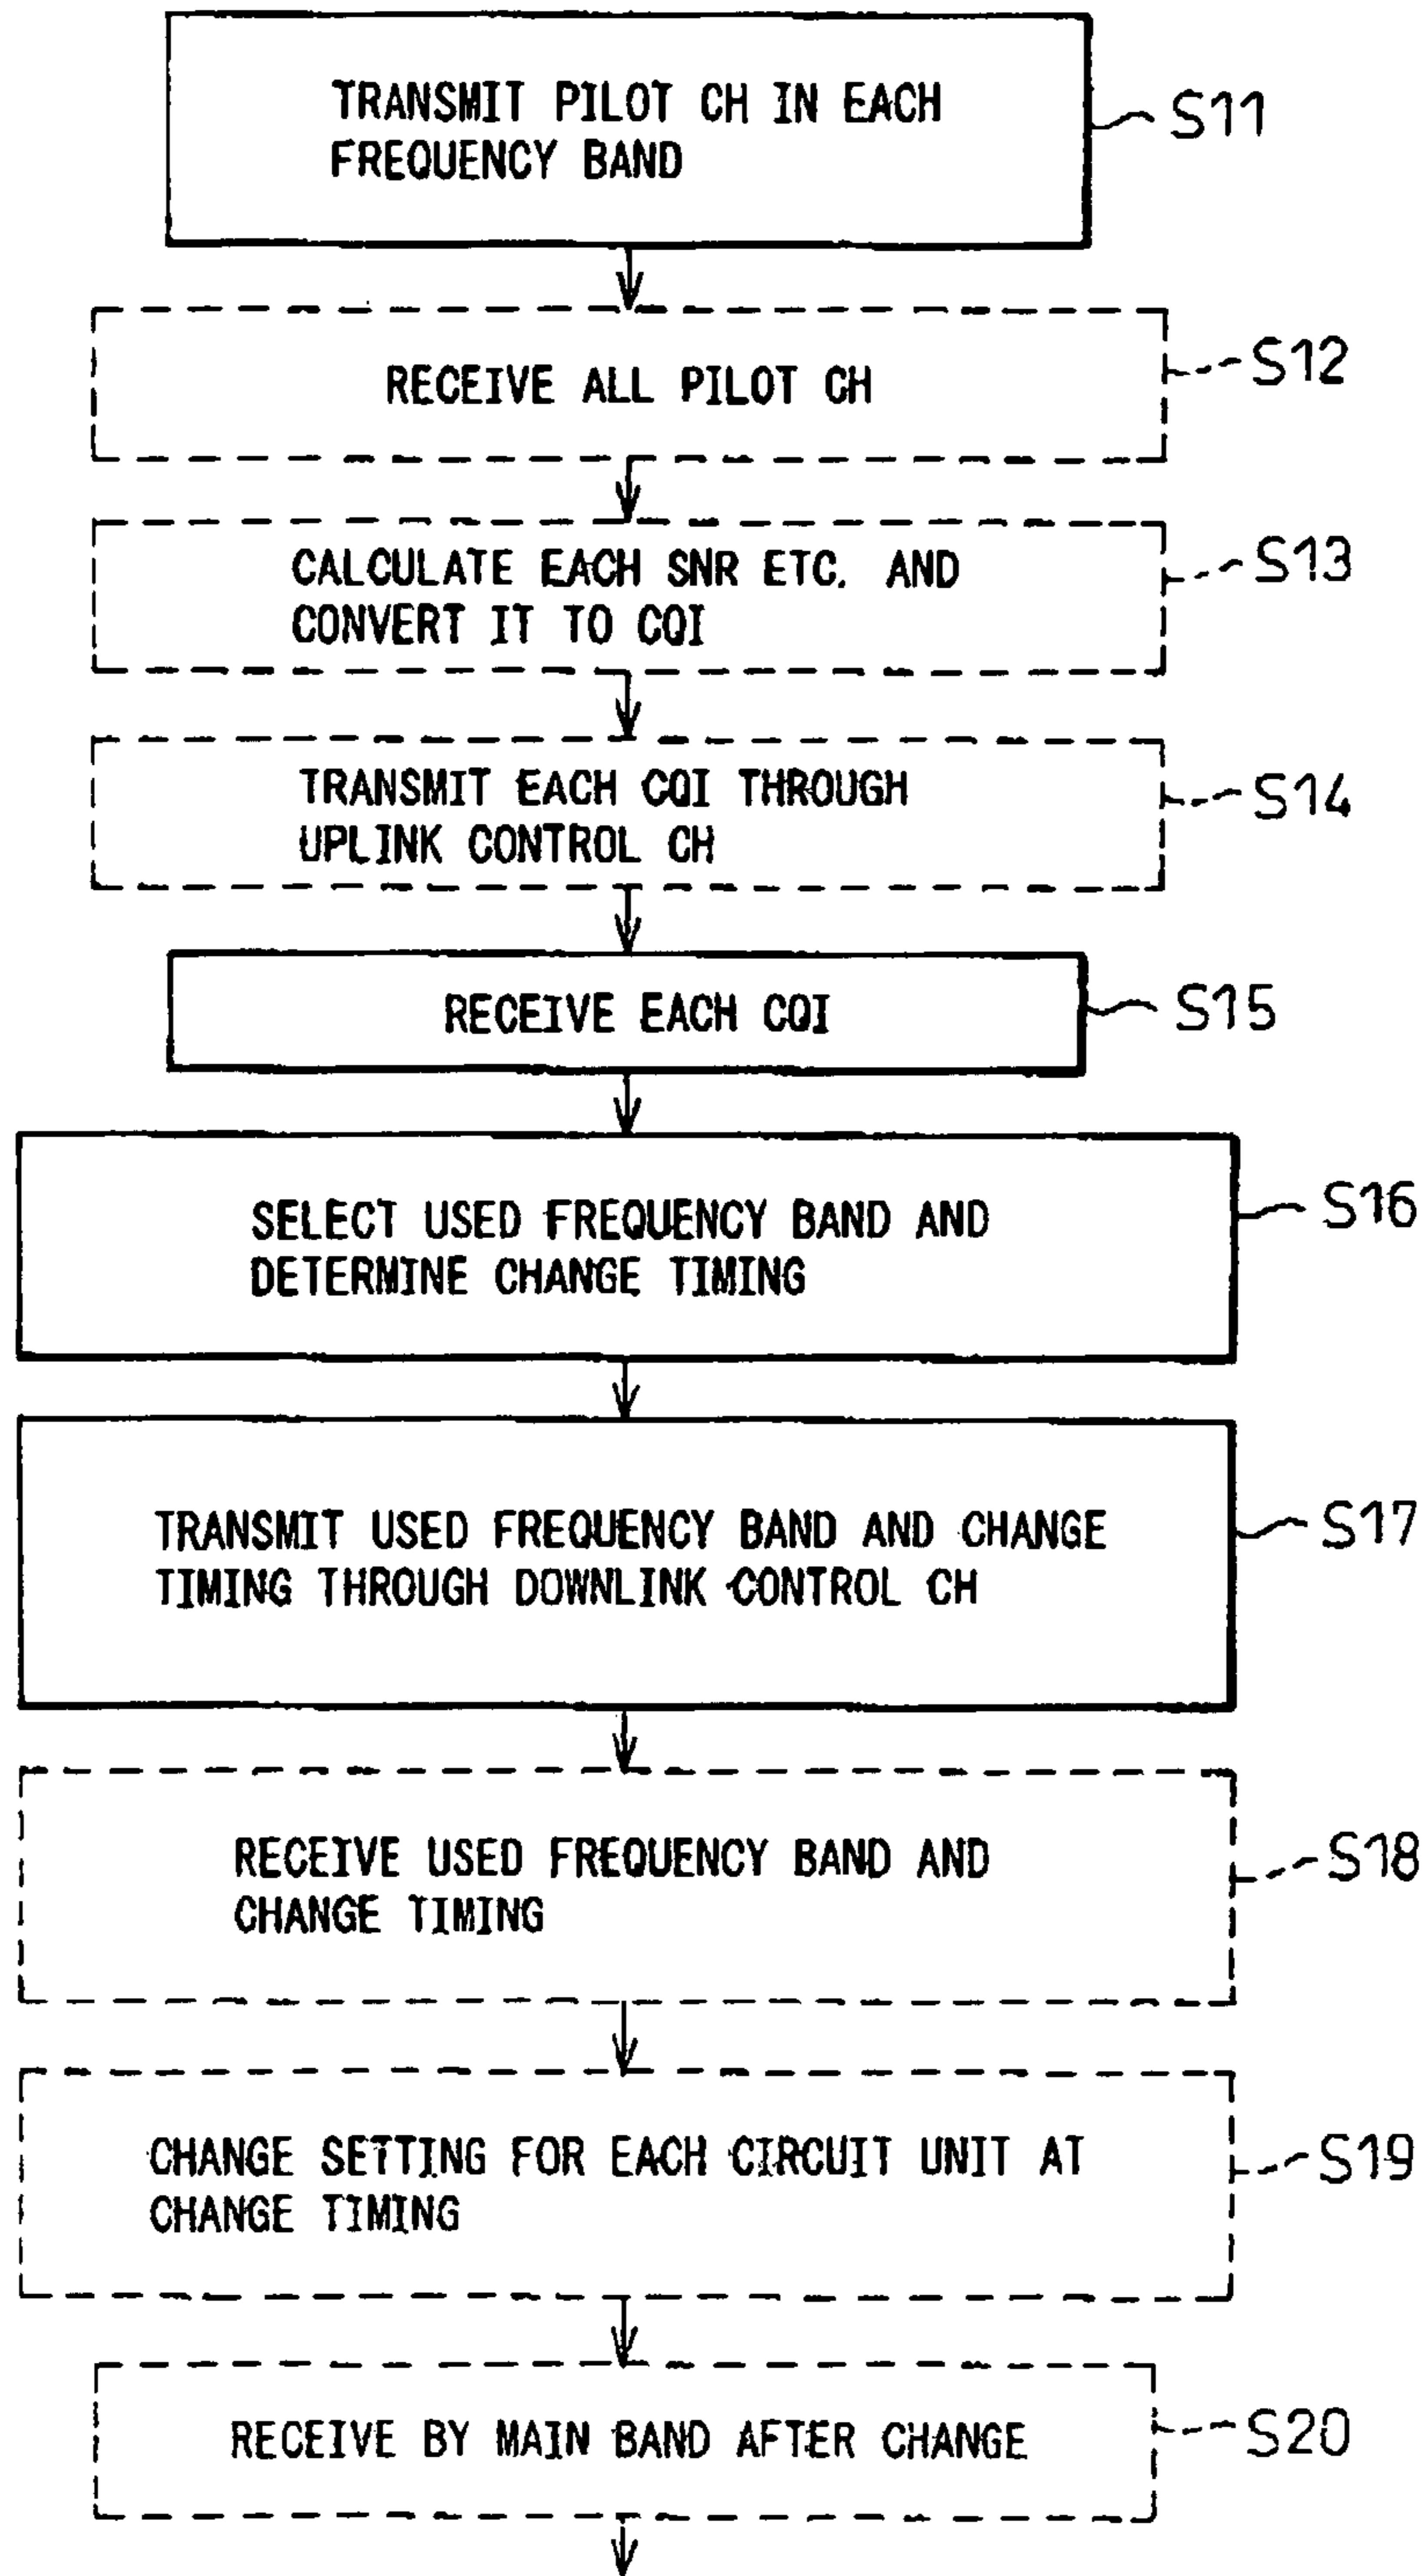 TRANSMIT PILOT CH IN EACH
FREQUENCY BAND
S11
RECEIVE ALL PILOT CH
S12
CALCULATE EACH SNR ETC. AND
CONVERT IT TO CQI
S13
TRANSMIT EACH CQI THROUGH
UPLINK CONTROL CH
S14
RECEIVE EACH CQI
S15
SELECT USED FREQUENCY BAND AND
DETERMINE CHANGE TIMING
S16
TRANSMIT USED FREQUENCY BAND AND CHANGE
TIMING THROUGH DOWNLINK CONTROL CH
S17
RECEIVE USED FREQUENCY BAND AND
CHANGE TIMING
S18
CHANGE SETTING FOR EACH CIRCUIT UNIT AT
CHANGE TIMING
S19
RECEIVE BY MAIN BAND AFTER CHANGE
S20